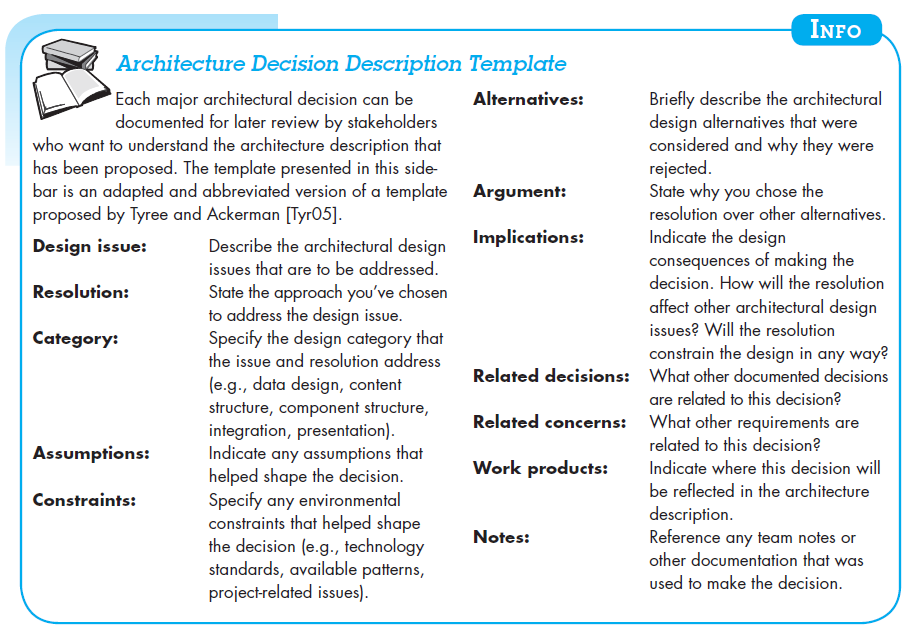 INFO
Architecture Decision Description Template
Each major architectural decision can be
documented for later review by stakeholders
who want to understand the architecture description that
has been proposed. The template presented in this side-
bar is an adapted and abbreviated version of a template
proposed by Tyree and Ackerman [Tyr05].
Design issue: Describe the architectural design
issues that are to be addressed.
Resolution: State the approach you’ve chosen
to address the design issue.
Category: Specify the design category that
the issue and resolution address
(e.g., data design, content
structure, component structure,
integration, presentation).
Assumptions: Indicate any assumptions that
helped shape the decision.
Constraints: Specify any environmental
constraints that helped shape
the decision (e.g., technology
standards, available patterns,
project-related issues).
Alternatives: Briefly describe the architectural
design alternatives that were
considered and why they were
rejected.
Argument: State why you chose the
resolution over other alternatives.
Implications: Indicate the design
consequences of making the
decision. How will the resolution
affect other architectural design
issues? Will the resolution
constrain the design in any way?
Related decisions: What other documented decisions
are related to this decision?
Related concerns: What other requirements are
related to this decision?
Work products: Indicate where this decision will
be reflected in the architecture
description.
Notes: Reference any team notes or
other documentation that was
used to make the decision.